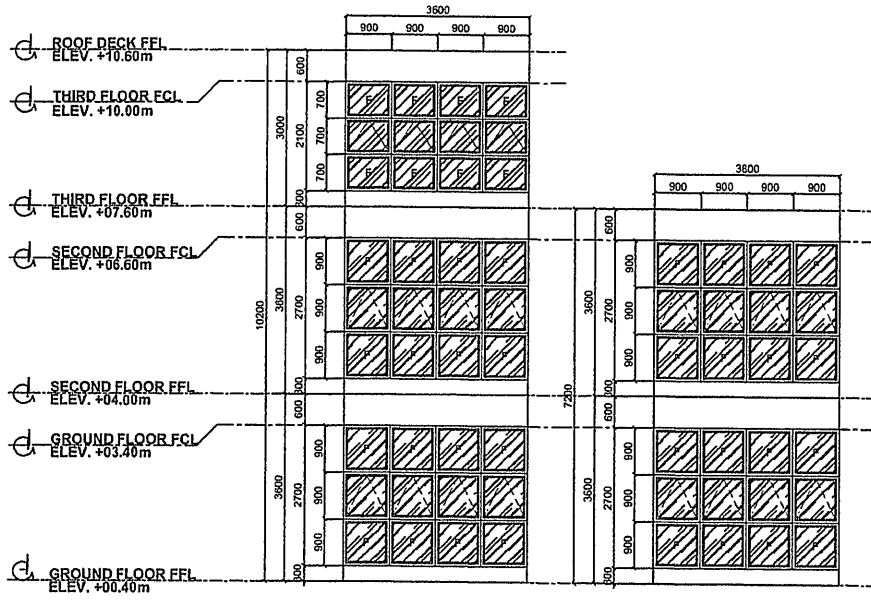 3600
900 900 900 900
ROOF DECK FFL
ELEV. +10.60m
600
THIRD FLOOR FCL
ELEV. +10.00m
3000
2100
700
700
700
F F F F
F F F F
300
THIRD FLOOR FFL
ELEV. +07.60m
600
SECOND FLOOR FCL
ELEV. +06.60m
10200
3600
2700
900
900
900
F F F F
F F F F
300
SECOND FLOOR FFL
ELEV. +04.00m
600
GROUND FLOOR FCL
ELEV. +03.40m
3600
2700
900
900
900
F F F F
F F F F
300
GROUND FLOOR FFL
ELEV. +00.40m
3600
900 900 900 900
600
7200
3600
2700
900
900
900
F F F F
F F F F
300
600
3600
2700
900
900
900
F F F F
F F F F
300